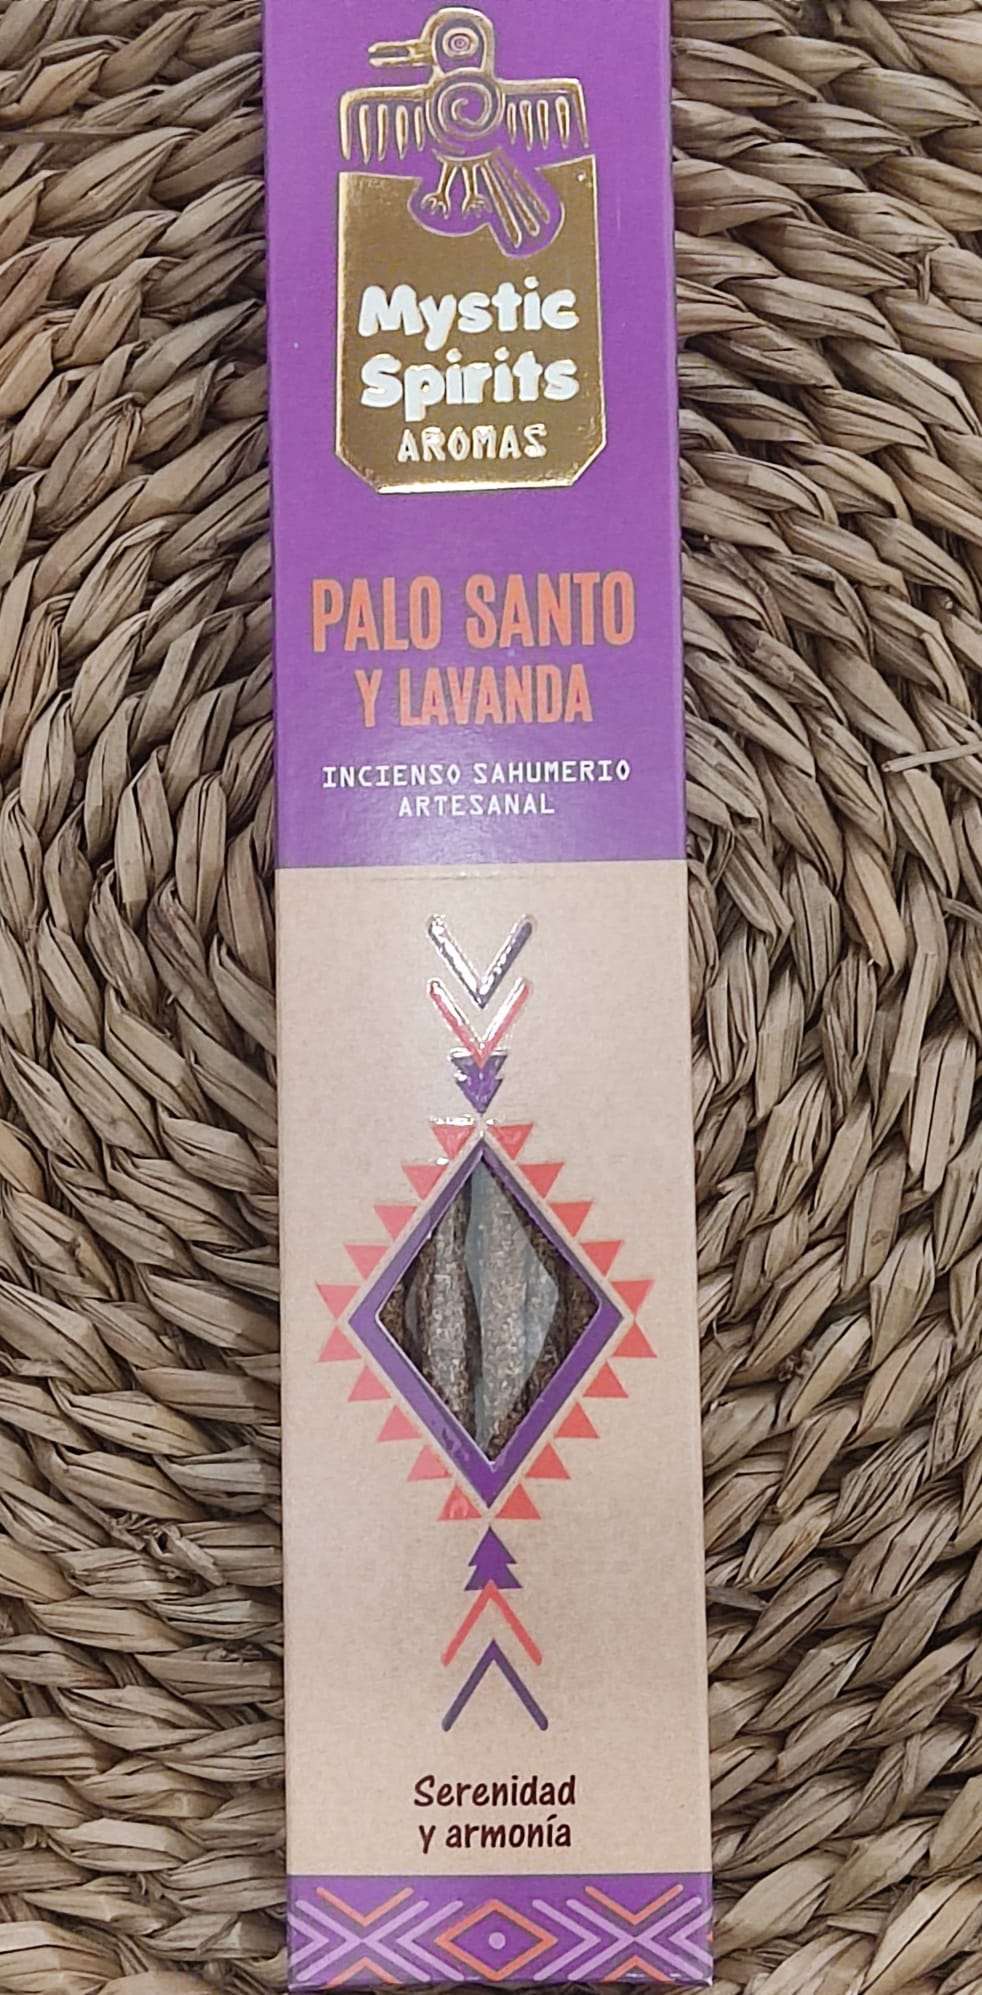 Mystic
Spirits
AROMAS
PALO SANTO
Y LAVANDA
INCIENSO SAHUMERIO
ARTESANAL
Serenidad
y armonía